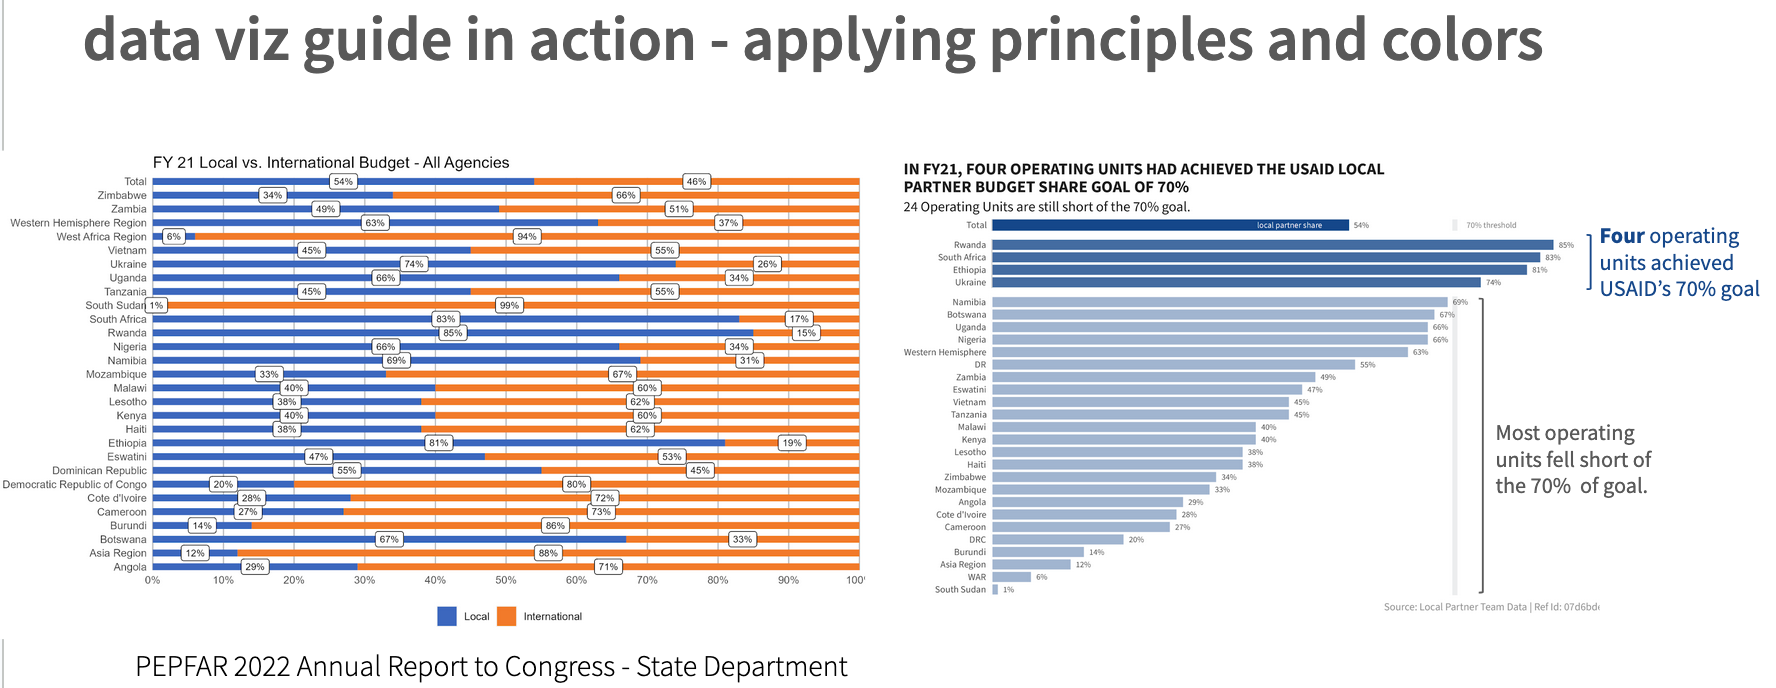 data viz guide in action - applying principles and colors
FY 21 Local vs. International Budget - All Agencies
Total 54% 46%
Zimbabwe 34% 66%
Zambia 49% 51%
Western Hemisphere Region 63% 37%
West Africa Region 6% 94%
Vietnam 45% 55%
Ukraine 74% 26%
Uganda 66% 34%
Tanzania 45% 55%
South Sudan 1% 99%
South Africa 83% 17%
Rwanda 85% 15%
Nigeria 66% 34%
Namibia 69% 31%
Mozambique 33% 67%
Malawi 40% 60%
Lesotho 38% 62%
Kenya 40% 60%
Haiti 38% 62%
Ethiopia 81% 19%
Eswatini 47% 53%
Dominican Republic 55% 45%
Democratic Republic of Congo 20% 80%
Cote d'Ivoire 28% 72%
Cameroon 27% 73%
Burundi 14% 86%
Botswana 67% 33%
Asia Region 12% 88%
Angola 29% 71%
0% 10% 20% 30% 40% 50% 60% 70% 80% 90% 100'
Local International
PEPFAR 2022 Annual Report to Congress - State Department
IN FY21, FOUR OPERATING UNITS HAD ACHIEVED THE USAID LOCAL
PARTNER BUDGET SHARE GOAL OF 70%
24 Operating Units are still short of the 70% goal.
Total local partner share 54% 70% threshold
Rwanda 85%
South Africa 83%
Ethiopia 81%
Ukraine 74%
Four operating
units achieved
USAID's 70% goal
Namibia 69%
Botswana 67%
Uganda 66%
Nigeria 66%
Western Hemisphere 63%
DR 55%
Zambia 49%
Eswatini 47%
Vietnam 45%
Tanzania 45%
Malawi 40%
Kenya 40%
Lesotho 38%
Haiti 38%
Zimbabwe 34%
Mozambique 33%
Angola 29%
Cote d'Ivoire 28%
Cameroon 27%
DRC 20%
Burundi 14%
Asia Region 12%
WAR 6%
South Sudan 1%
Most operating
units fell short of
the 70% of goal.
Source: Local Partner Team Data | Ref Id: 07d6bd